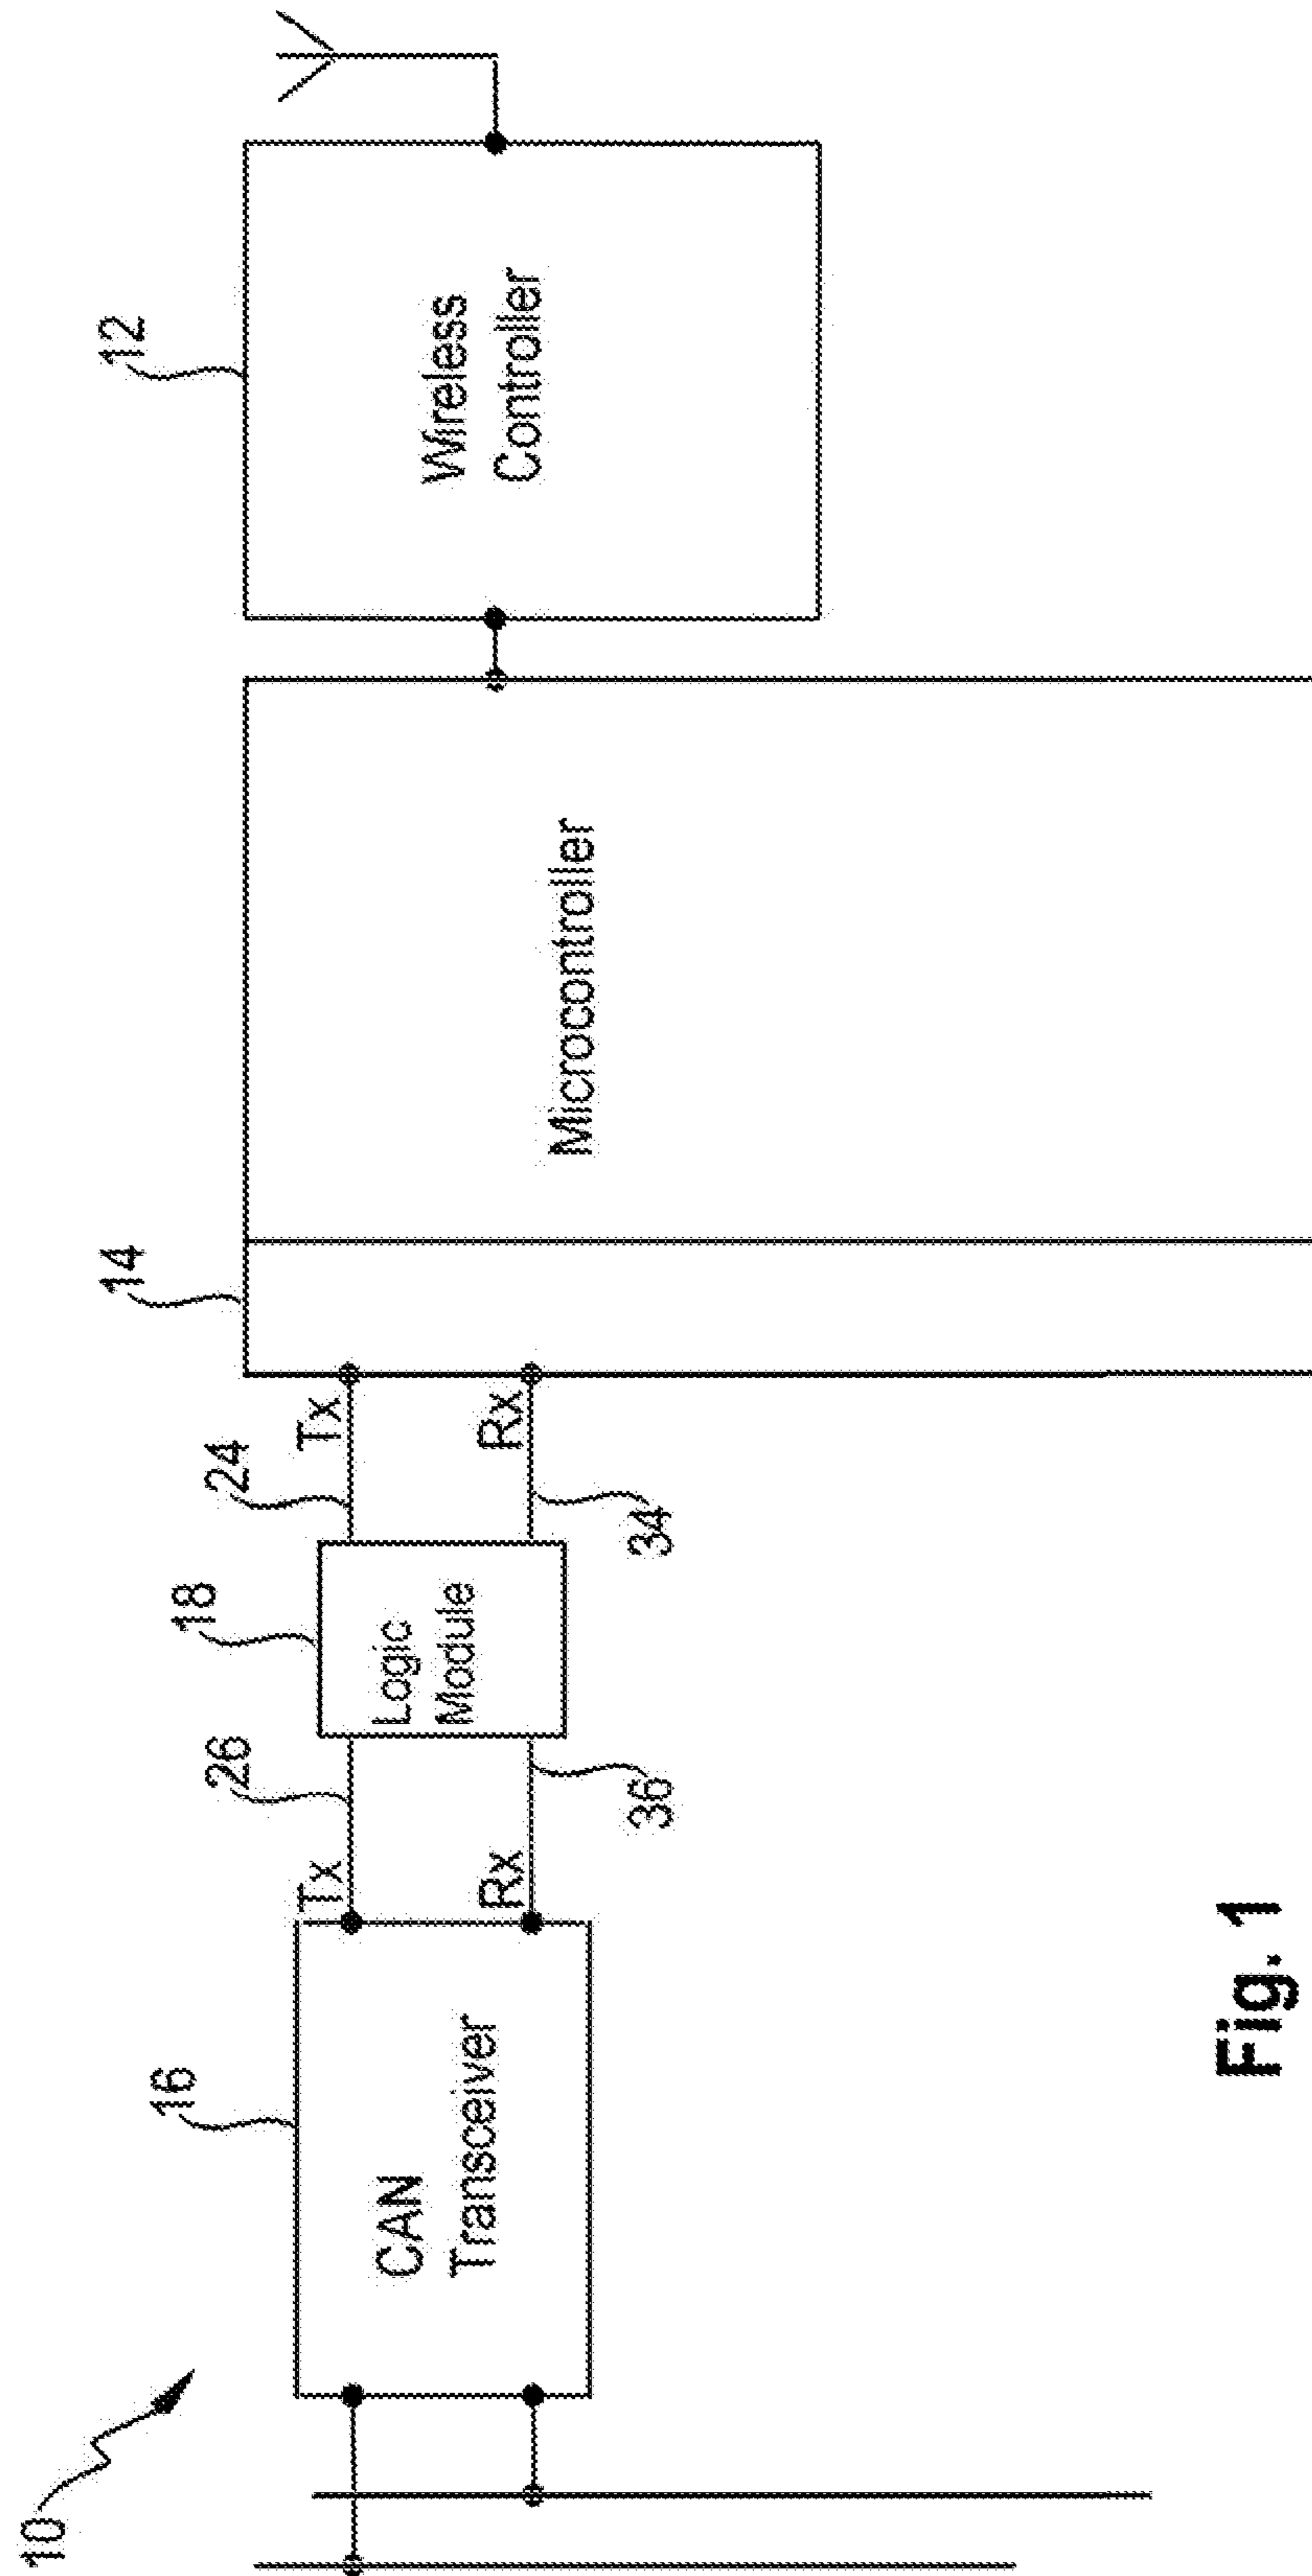 10
16
CAN
Transceiver
Tx
Rx
26
36
18
Logic
Module
24
34
Tx
Rx
14
Microcontroller
12
Wireless
Controller
Fig. 1